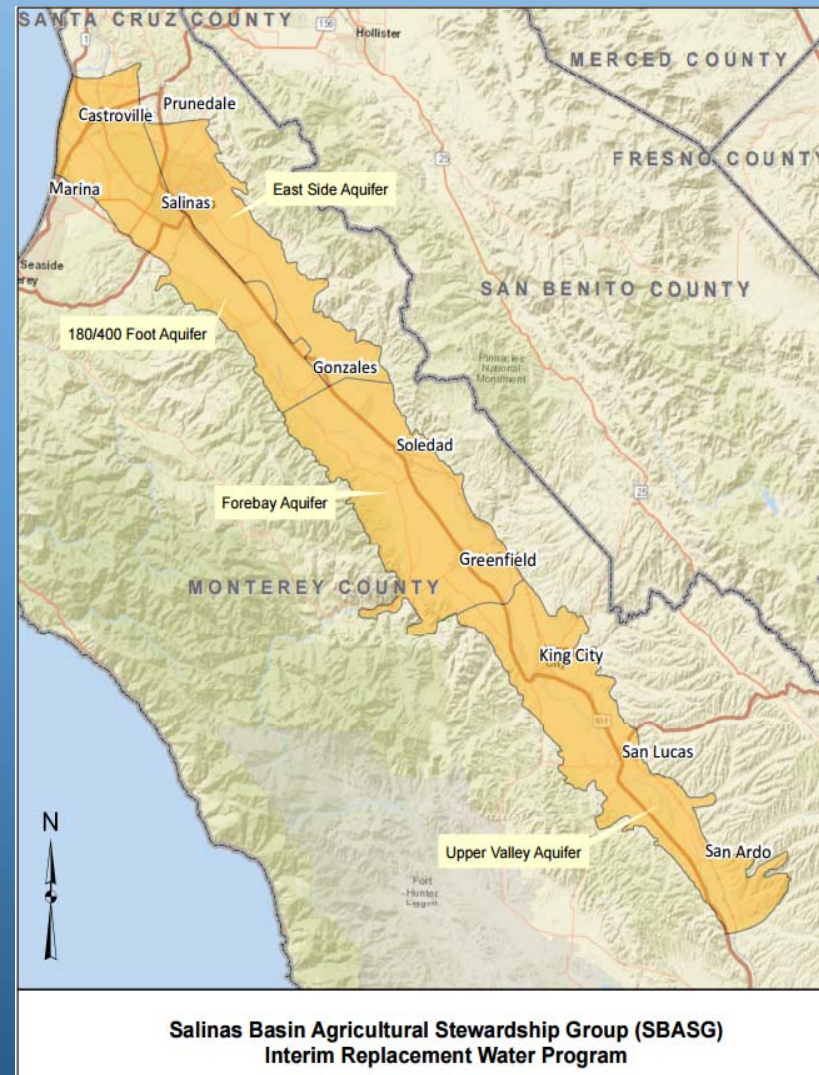 SANTA CRUZ COUNTY
156
1
Hollister
MERCED COUNTY
Prunedale
Castroville
25
FRESNO COUNTY
Marina
East Side Aquifer
Salinas
Seaside
erey
SAN BENITO COUNTY
180/400 Foot Aquifer
Pinnacles
National
Monument
Gonzales
Soledad
25
Forebay Aquifer
Greenfield
MONTEREY COUNTY
King City
San Lucas
N
Upper Valley Aquifer
San Ardo
Fort
Hunter
Liggett
Salinas Basin Agricultural Stewardship Group (SBASG)
Interim Replacement Water Program